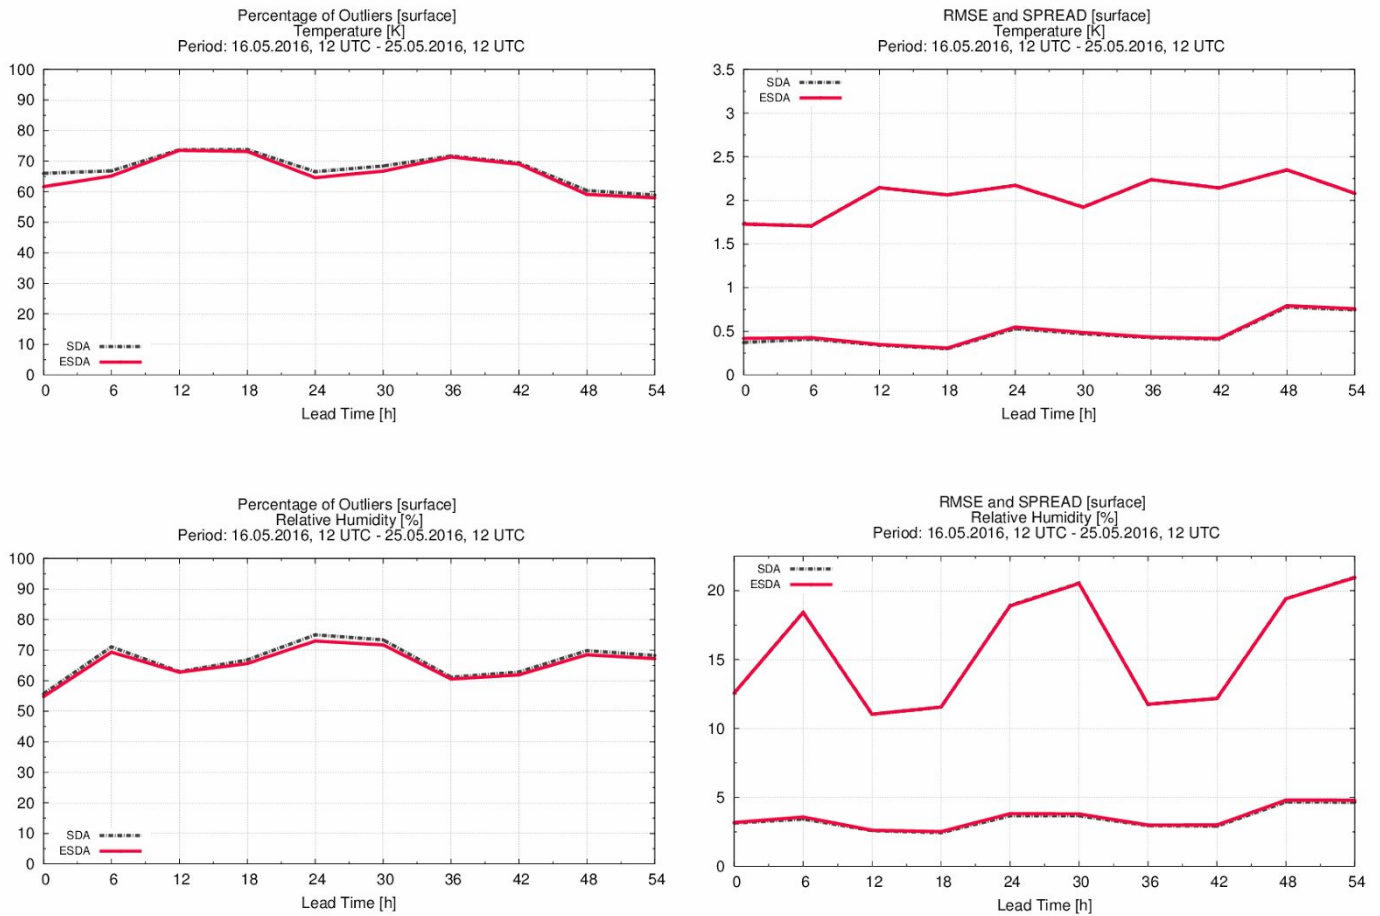 Percentage of Outliers [surface]
Temperature [K]
Period: 16.05.2016, 12 UTC - 25.05.2016, 12 UTC
100
90
80
70
60
50
40
30
20
10
0
SDA
ESDA
0 6 12 18 24 30 36 42 48 54
Lead Time [h]
RMSE and SPREAD [surface]
Temperature [K]
Period: 16.05.2016, 12 UTC - 25.05.2016, 12 UTC
3.5
3
2.5
2
1.5
1
0.5
0
SDA
ESDA
0 6 12 18 24 30 36 42 48 54
Lead Time [h]
Percentage of Outliers [surface]
Relative Humidity [%]
Period: 16.05.2016, 12 UTC - 25.05.2016, 12 UTC
100
90
80
70
60
50
40
30
20
10
0
SDA
ESDA
0 6 12 18 24 30 36 42 48 54
Lead Time [h]
RMSE and SPREAD [surface]
Relative Humidity [%]
Period: 16.05.2016, 12 UTC - 25.05.2016, 12 UTC
20
15
10
5
0
SDA
ESDA
0 6 12 18 24 30 36 42 48 54
Lead Time [h]